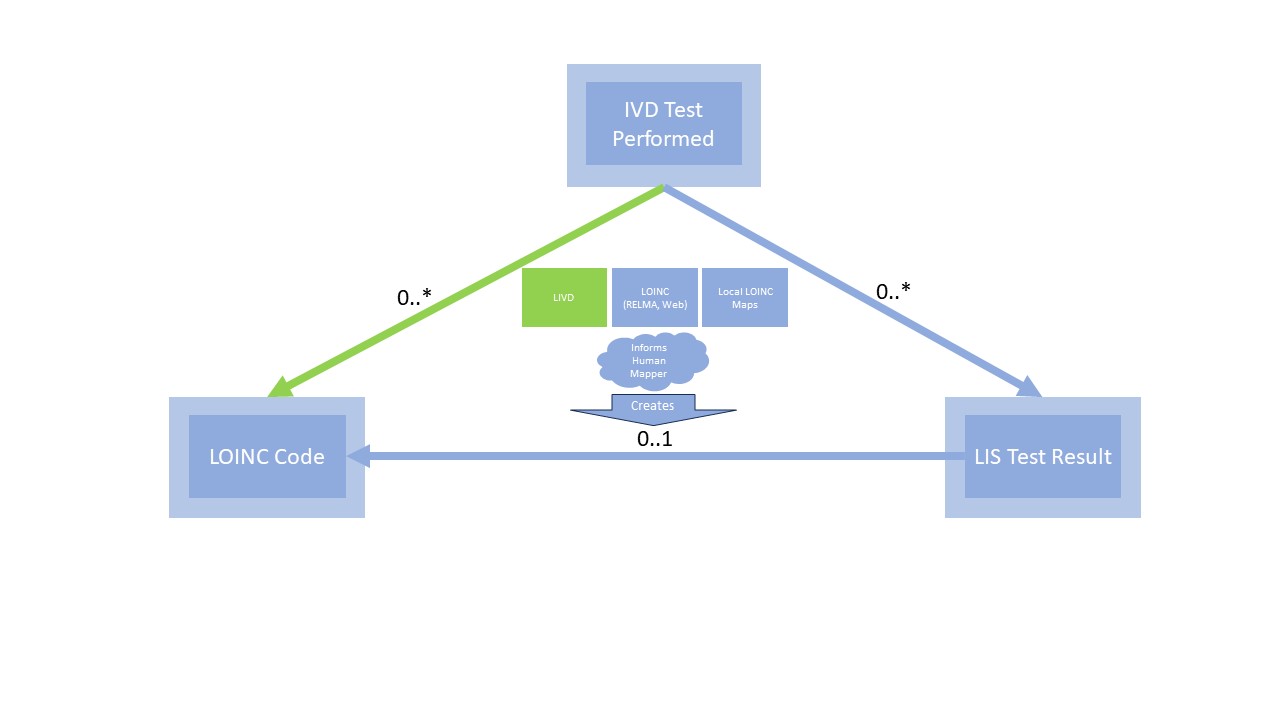 IVD Test
Performed
0..*
0..*
LIVD
LOINC
(RELMA, Web)
Local LOINC
Maps
Informs
Human
Mapper
Creates
0..1
LOINC Code
LIS Test Result